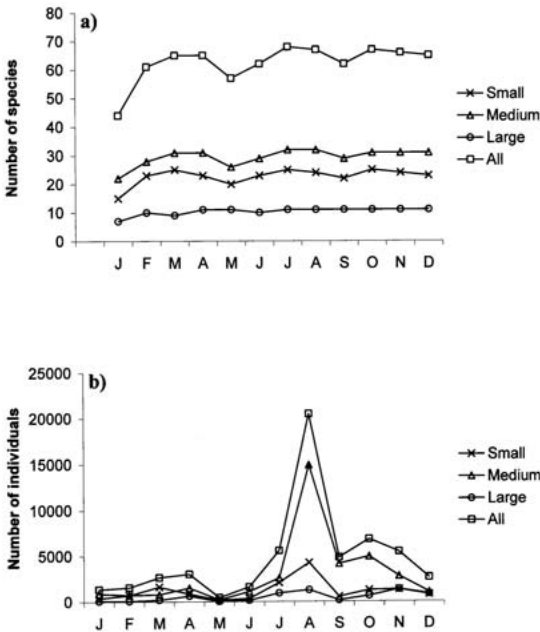 a)
Number of species
80
70
60
50
40
30
20
10
0
J F M A M J J A S O N D
Small
Medium
Large
All
b)
Number of individuals
25000
20000
15000
10000
5000
0
J F M A M J J A S O N D
Small
Medium
Large
All